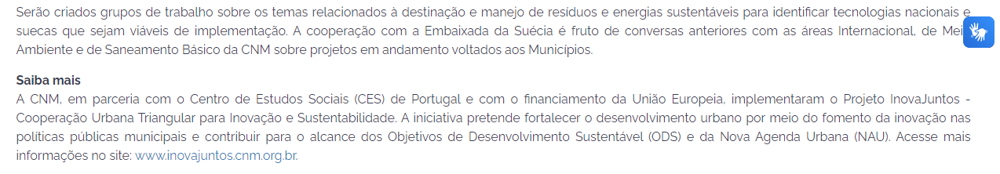 Serão criados grupos de trabalho sobre os temas relacionados à destinação e manejo de resíduos e energias sustentáveis para identificar tecnologias nacionais e
suecas que sejam viáveis de implementação. A cooperação com a Embaixada da Suécia é fruto de conversas anteriores com as áreas Internacional, de
Ambiente e de Saneamento Básico da CNM sobre projetos em andamento voltados aos Municípios.
Saiba mais
A CNM, em parceria com o Centro de Estudos Sociais (CES) de Portugal e com o financiamento da União Europeia, implementaram o Projeto InovaJuntos -
Cooperação Urbana Triangular para Inovação e Sustentabilidade. A iniciativa pretende fortalecer o desenvolvimento urbano por meio do fomento da inovação nas
políticas públicas municipais e contribuir para o alcance dos Objetivos de Desenvolvimento Sustentável (ODS) e da Nova Agenda Urbana (NAU). Acesse mais
informações no site: www.inovajuntos.cnm.org.br.